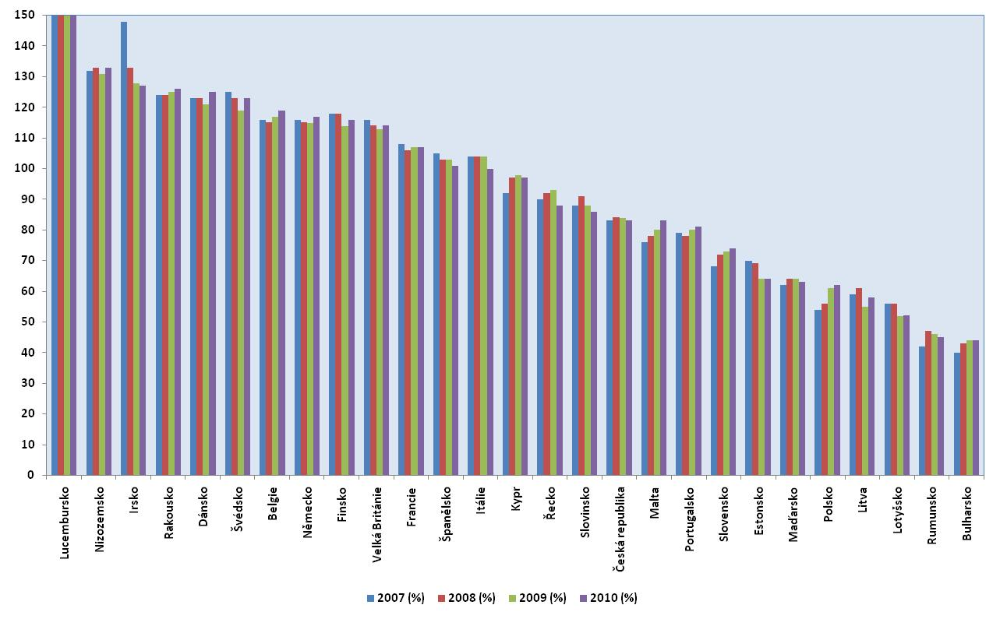 150
140
130
120
110
100
90
80
70
60
50
40
30
20
10
0
Lucembursko
Nizozemsko
Irsko
Rakousko
Dánsko
Švédsko
Belgie
Německo
Finsko
Velká Británie
Francie
Španělsko
Itálie
Kypr
Řecko
Slovinsko
Česká republika
Malta
Portugalsko
Slovensko
Estonsko
Maďarsko
Polsko
Litva
Lotyšsko
Rumunsko
Bulharsko
2007 (%) 2008 (%) 2009 (%) 2010 (%)